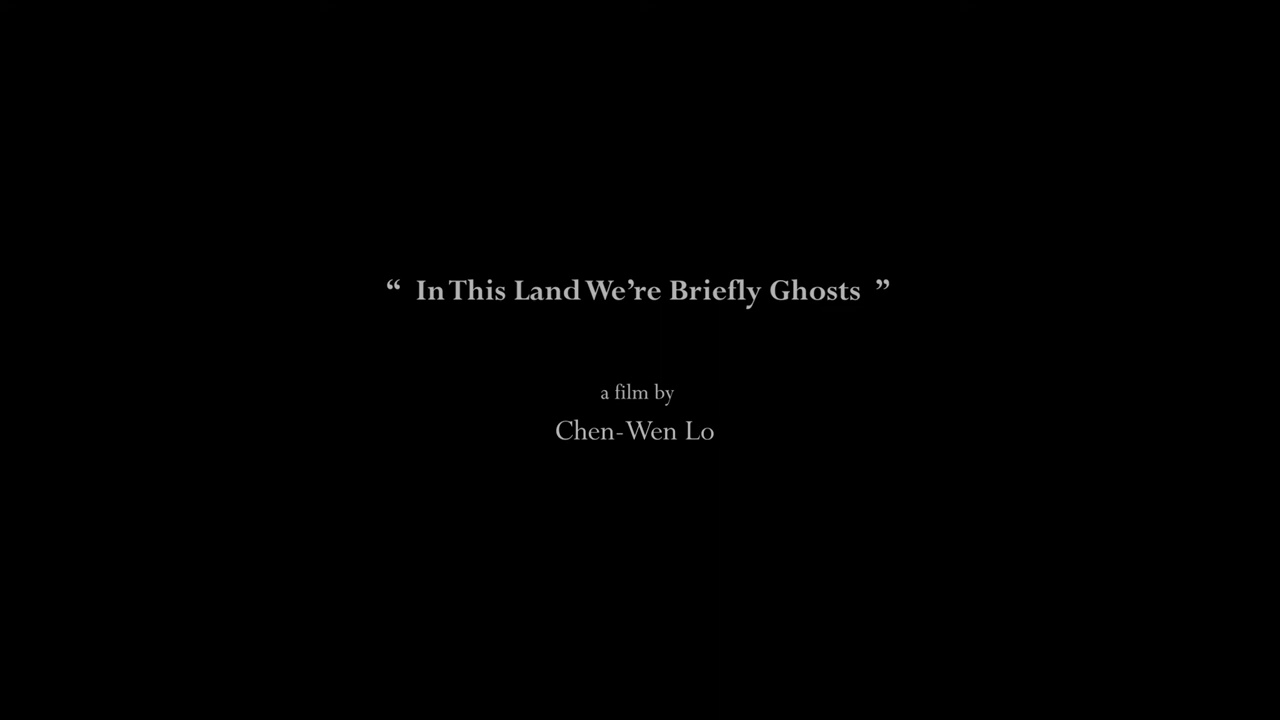 “ In This Land We’re Briefly Ghosts ”
a film by
Chen-Wen Lo